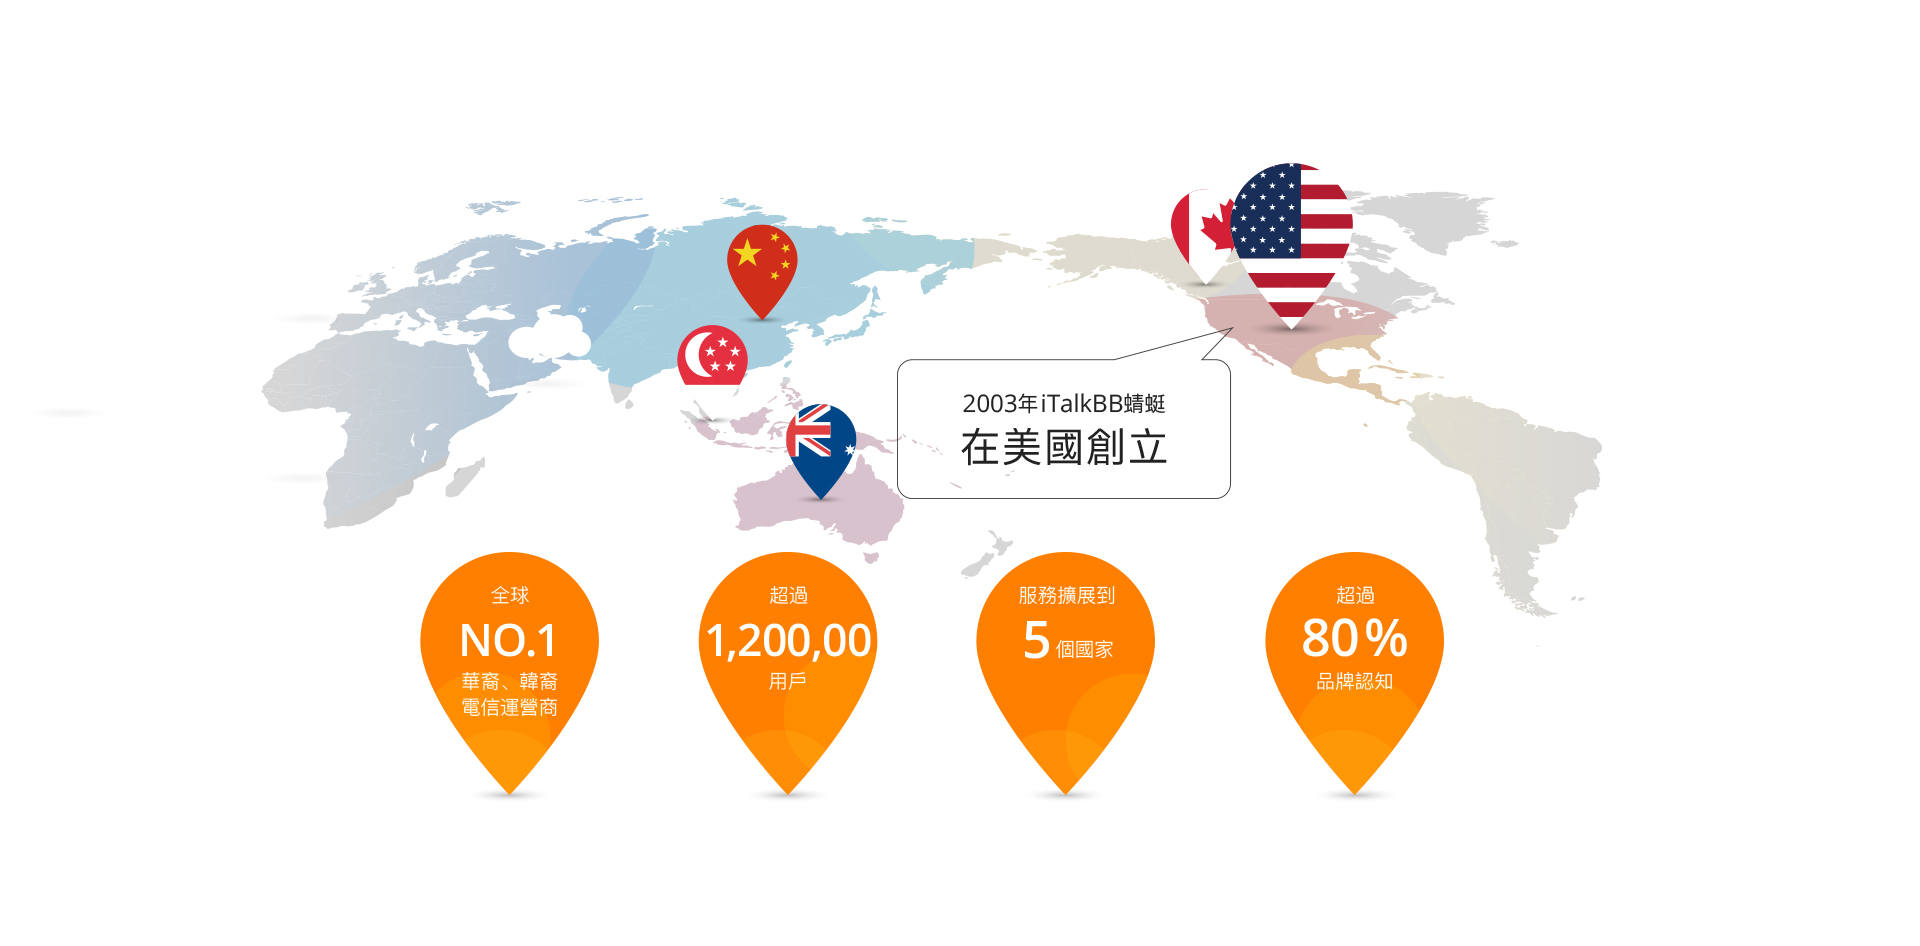 2003年iTalkBB蜻蜓
在美國創立
全球
NO.1
華裔、韓裔
電信運營商
超過
1,200,00
用戶
服務擴展到
5 個國家
超過
80%
品牌認知